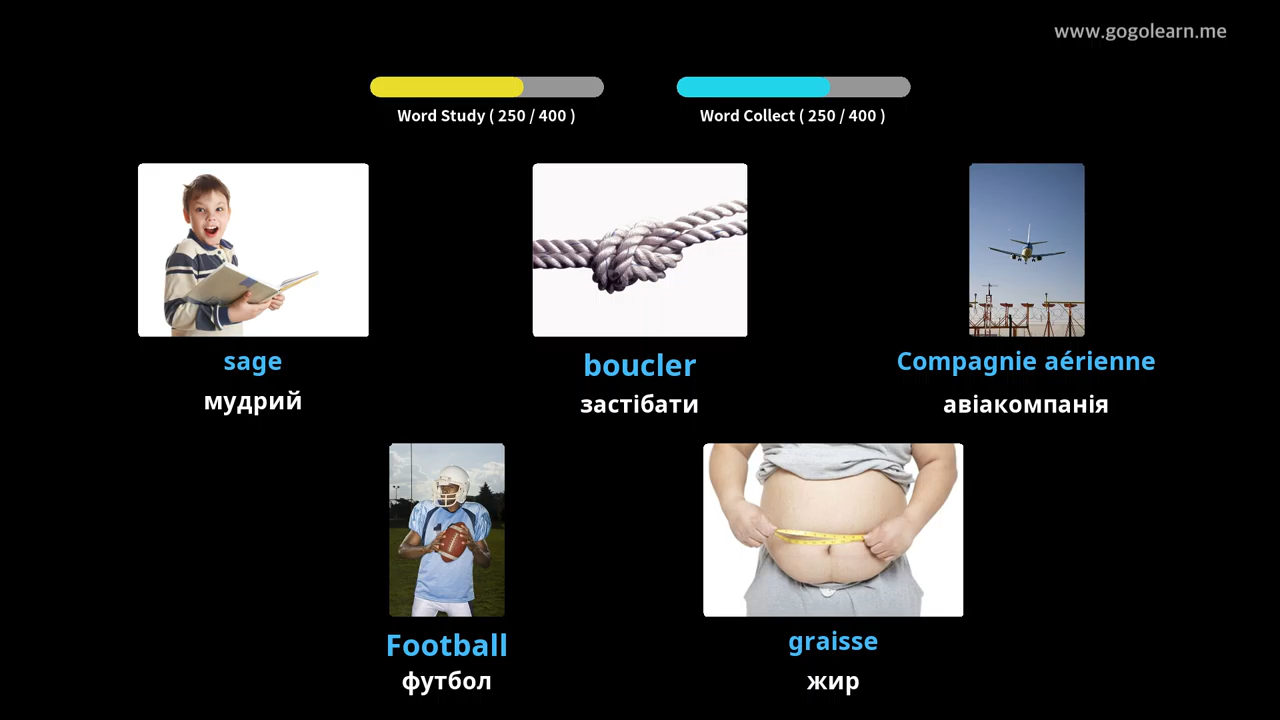 www.gogolearn.me
Word Study ( 250 / 400 )
Word Collect ( 250 / 400 )
sage
мудрий
boucler
застібати
Compagnie aérienne
авіакомпанія
Football
футбол
graisse
жир